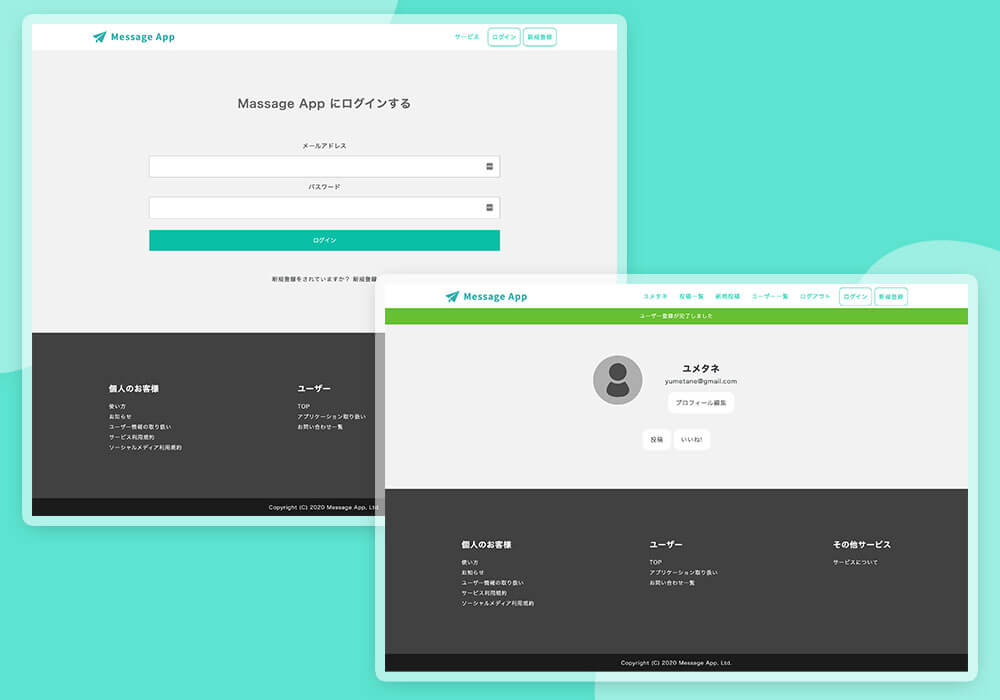 Message App
サービス
ログイン
新規登録
Massage App にログインする
メールアドレス
パスワード
ログイン
新規登録をされていますか? 新規登録
個人のお客様
使い方
お知らせ
ユーザー情報の取り扱い
サービス利用規約
ソーシャルメディア利用規約
ユーザー
TOP
アプリケーション取り扱い
お問い合わせ一覧
Copyright (C) 2020 Message App, Ltd.
Message App
ユメタネ
投稿一覧
新規投稿
ユーザー一覧
ログアウト
ログイン
新規登録
ユーザー登録が完了しました
ユメタネ
yumetane@gmail.com
プロフィール編集
投稿
いいね!
個人のお客様
使い方
お知らせ
ユーザー情報の取り扱い
サービス利用規約
ソーシャルメディア利用規約
ユーザー
TOP
アプリケーション取り扱い
お問い合わせ一覧
その他サービス
サービスについて
Copyright (C) 2020 Message App, Ltd.